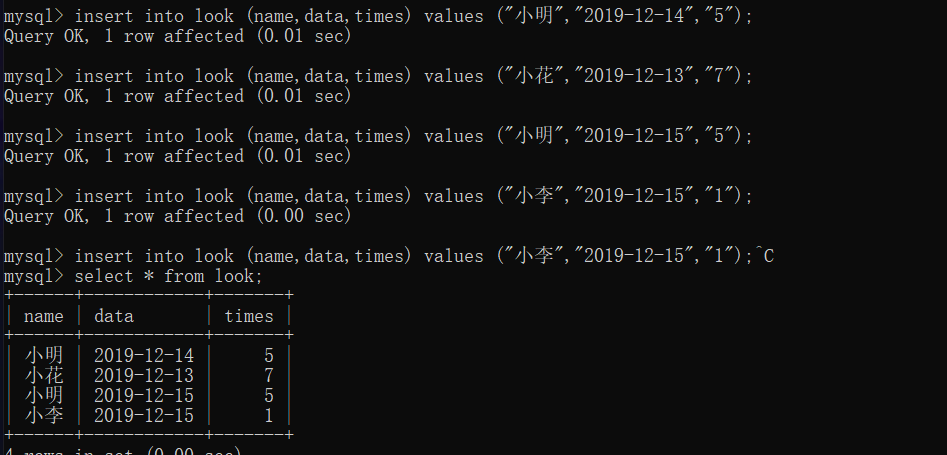 mysql> insert into look (name,data,times) values ("小明","2019-12-14","5");
Query OK, 1 row affected (0.01 sec)
mysql> insert into look (name,data,times) values ("小花","2019-12-13","7");
Query OK, 1 row affected (0.01 sec)
mysql> insert into look (name,data,times) values ("小明","2019-12-15","5");
Query OK, 1 row affected (0.01 sec)
mysql> insert into look (name,data,times) values ("小李","2019-12-15","1");
Query OK, 1 row affected (0.00 sec)
mysql> insert into look (name,data,times) values ("小李","2019-12-15","1");^C
mysql> select * from look;
+------+------------+-------+
| name | data       | times |
+------+------------+-------+
| 小明 | 2019-12-14 |     5 |
| 小花 | 2019-12-13 |     7 |
| 小明 | 2019-12-15 |     5 |
| 小李 | 2019-12-15 |     1 |
+------+------------+-------+
4 rows in set (0.00 sec)